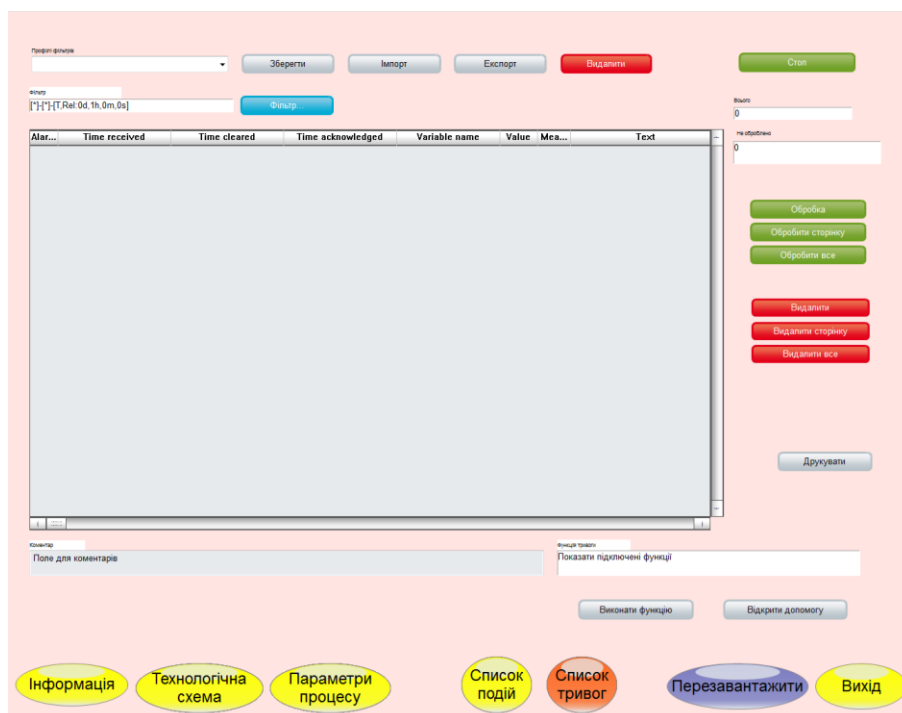 Профілі фільтрів
Зберегти
Імпорт
Експорт
Видалити
Стоп
Фільтр
[*]-[*]-[T,Rel:0d,1h,0m,0s]
Фільтр...
Всього
0
Не оброблено
0
Alar... Time received Time cleared Time acknowledged Variable name Value Mea... Text
Обробка
Обробити сторінку
Обробити все
Видалити
Видалити сторінку
Видалити все
Друкувати
Коментар
Поле для коментарів
Функція тривоги
Показати підключені функції
Виконати функцію
Відкрити допомогу
Інформація
Технологічна
схема
Параметри
процесу
Список
подій
Список
тривог
Перезавантажити
Вихід